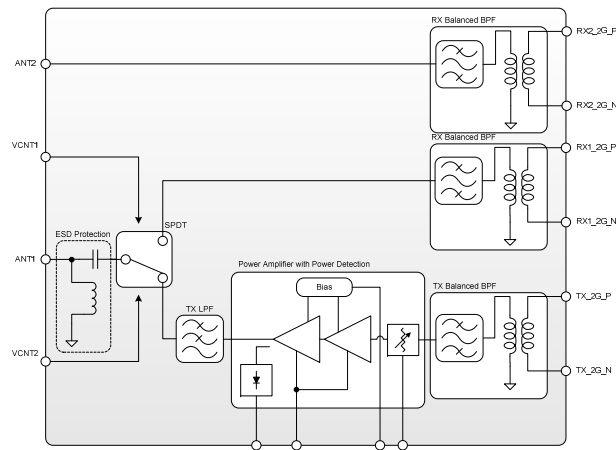 RX Balanced BPF
RX2_2G_P
ANT2
RX2_2G_N
RX Balanced BPF
VCNT1
RX1_2G_P
SPDT
RX1_2G_N
ESD Protection
ANT1
Power Amplifier with Power Detection
Bias
TX Balanced BPF
TX_2G_P
TX LPF
VCNT2
TX_2G_N